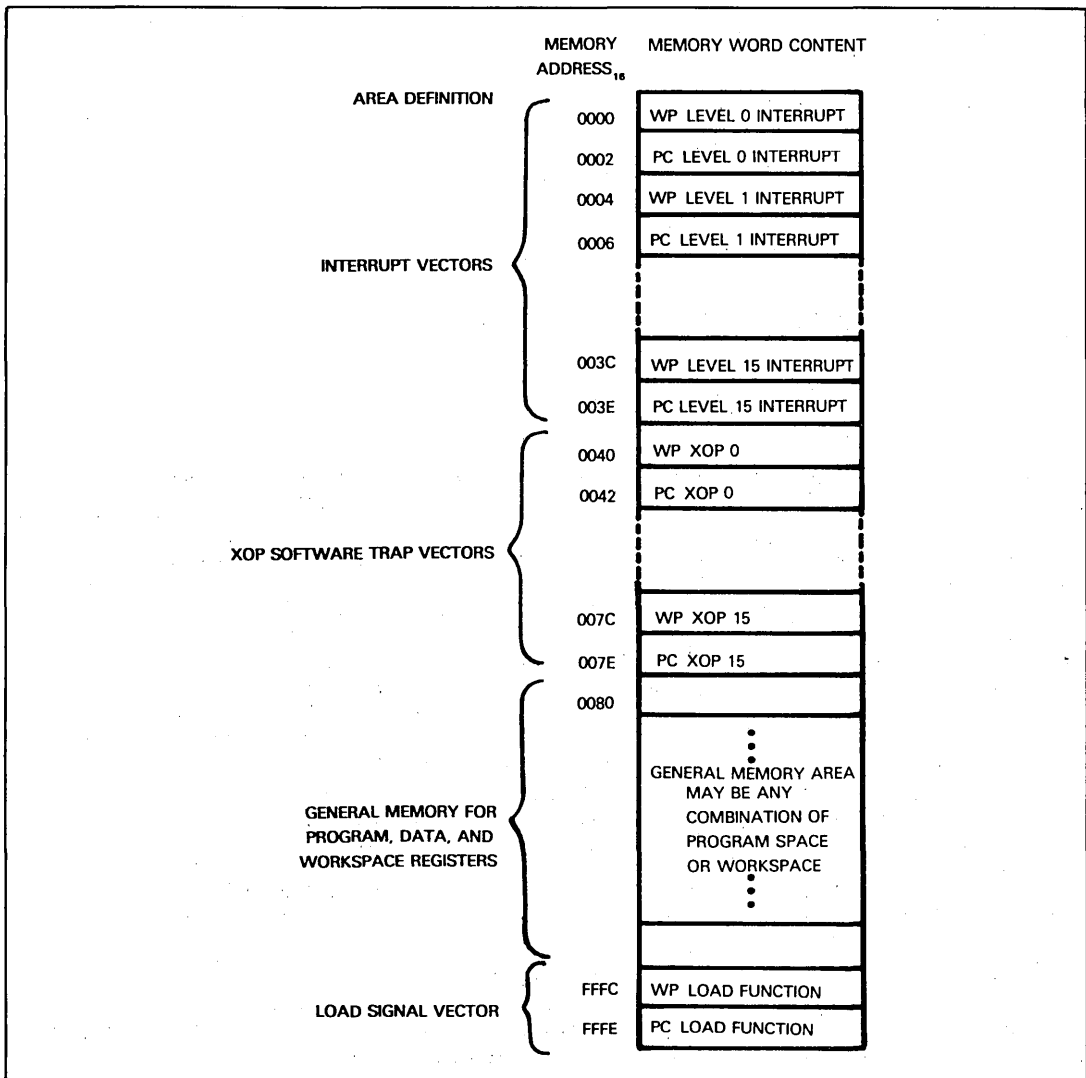 MEMORY ADDRESS₁₆ MEMORY WORD CONTENT
AREA DEFINITION
0000 WP LEVEL 0 INTERRUPT
0002 PC LEVEL 0 INTERRUPT
0004 WP LEVEL 1 INTERRUPT
0006 PC LEVEL 1 INTERRUPT
INTERRUPT VECTORS
003C WP LEVEL 15 INTERRUPT
003E PC LEVEL 15 INTERRUPT
0040 WP XOP 0
0042 PC XOP 0
XOP SOFTWARE TRAP VECTORS
007C WP XOP 15
007E PC XOP 15
0080
GENERAL MEMORY FOR
PROGRAM, DATA, AND
WORKSPACE REGISTERS
GENERAL MEMORY AREA
MAY BE ANY
COMBINATION OF
PROGRAM SPACE
OR WORKSPACE
LOAD SIGNAL VECTOR
FFFC WP LOAD FUNCTION
FFFE PC LOAD FUNCTION